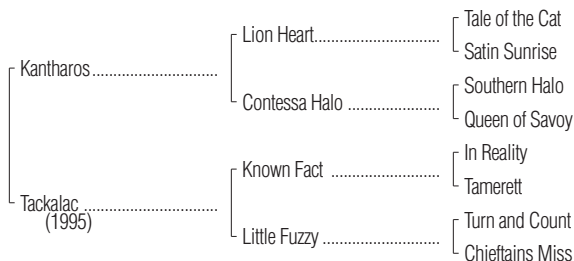 Kantharos
Tackalac
(1995)
Lion Heart
Contessa Halo
Known Fact
Little Fuzzy
Tale of the Cat
Satin Sunrise
Southern Halo
Queen of Savoy
In Reality
Tamerett
Turn and Count
Chieftains Miss